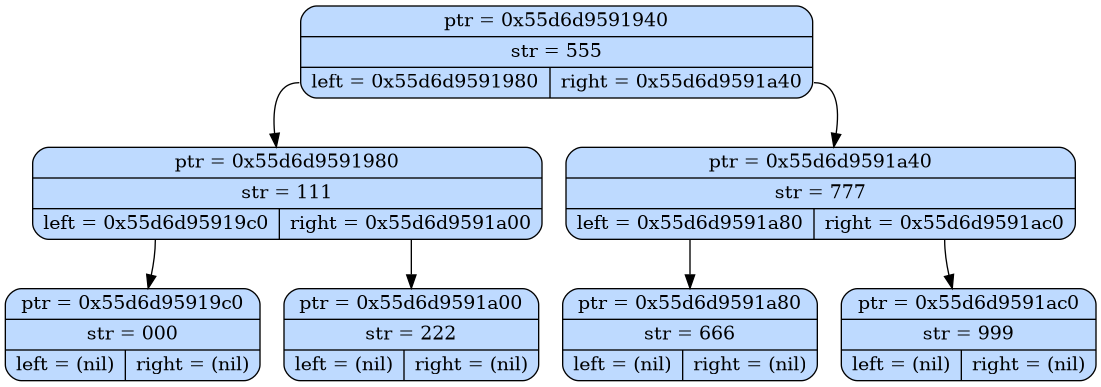 ptr = 0x55d6d9591940
str = 555
left = 0x55d6d9591980 right = 0x55d6d9591a40
ptr = 0x55d6d9591980
str = 111
left = 0x55d6d95919c0 right = 0x55d6d9591a00
ptr = 0x55d6d9591a40
str = 777
left = 0x55d6d9591a80 right = 0x55d6d9591ac0
ptr = 0x55d6d95919c0
str = 000
left = (nil) right = (nil)
ptr = 0x55d6d9591a00
str = 222
left = (nil) right = (nil)
ptr = 0x55d6d9591a80
str = 666
left = (nil) right = (nil)
ptr = 0x55d6d9591ac0
str = 999
left = (nil) right = (nil)